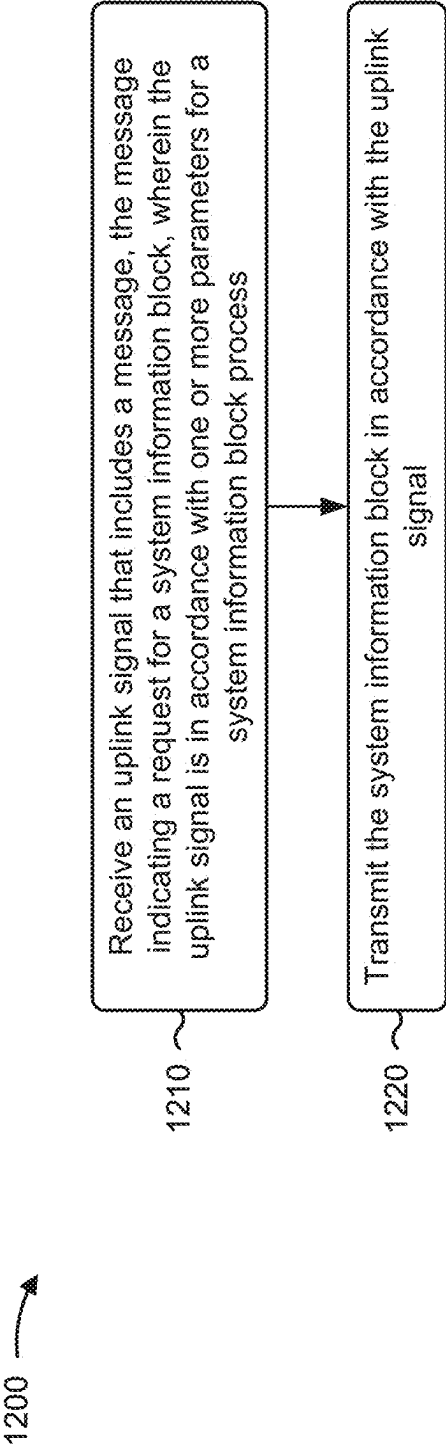 1200
1210
Receive an uplink signal that includes a message, the message
indicating a request for a system information block, wherein the
uplink signal is in accordance with one or more parameters for a
system information block process
1220
Transmit the system information block in accordance with the uplink
signal